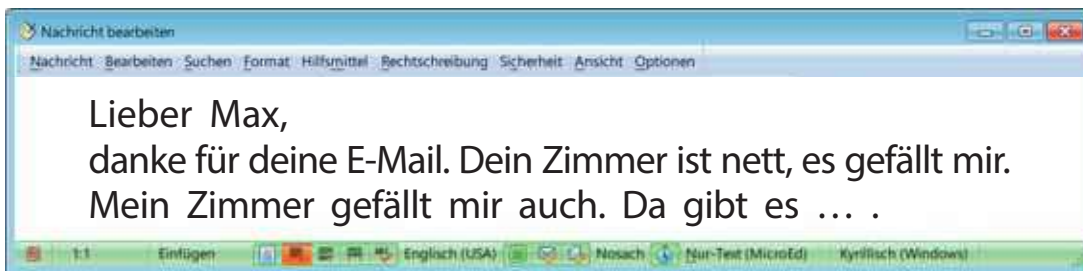 Nachricht bearbeiten
Nachricht Bearbeiten Suchen Format Hilfsmittel Rechtschreibung Sicherheit Ansicht Optionen
Lieber Max,
danke für deine E-Mail. Dein Zimmer ist nett, es gefällt mir.
Mein Zimmer gefällt mir auch. Da gibt es … .
1:1 Einfügen Englisch (USA) Nosach Nur-Text (MicroEd) Kyrillisch (Windows)